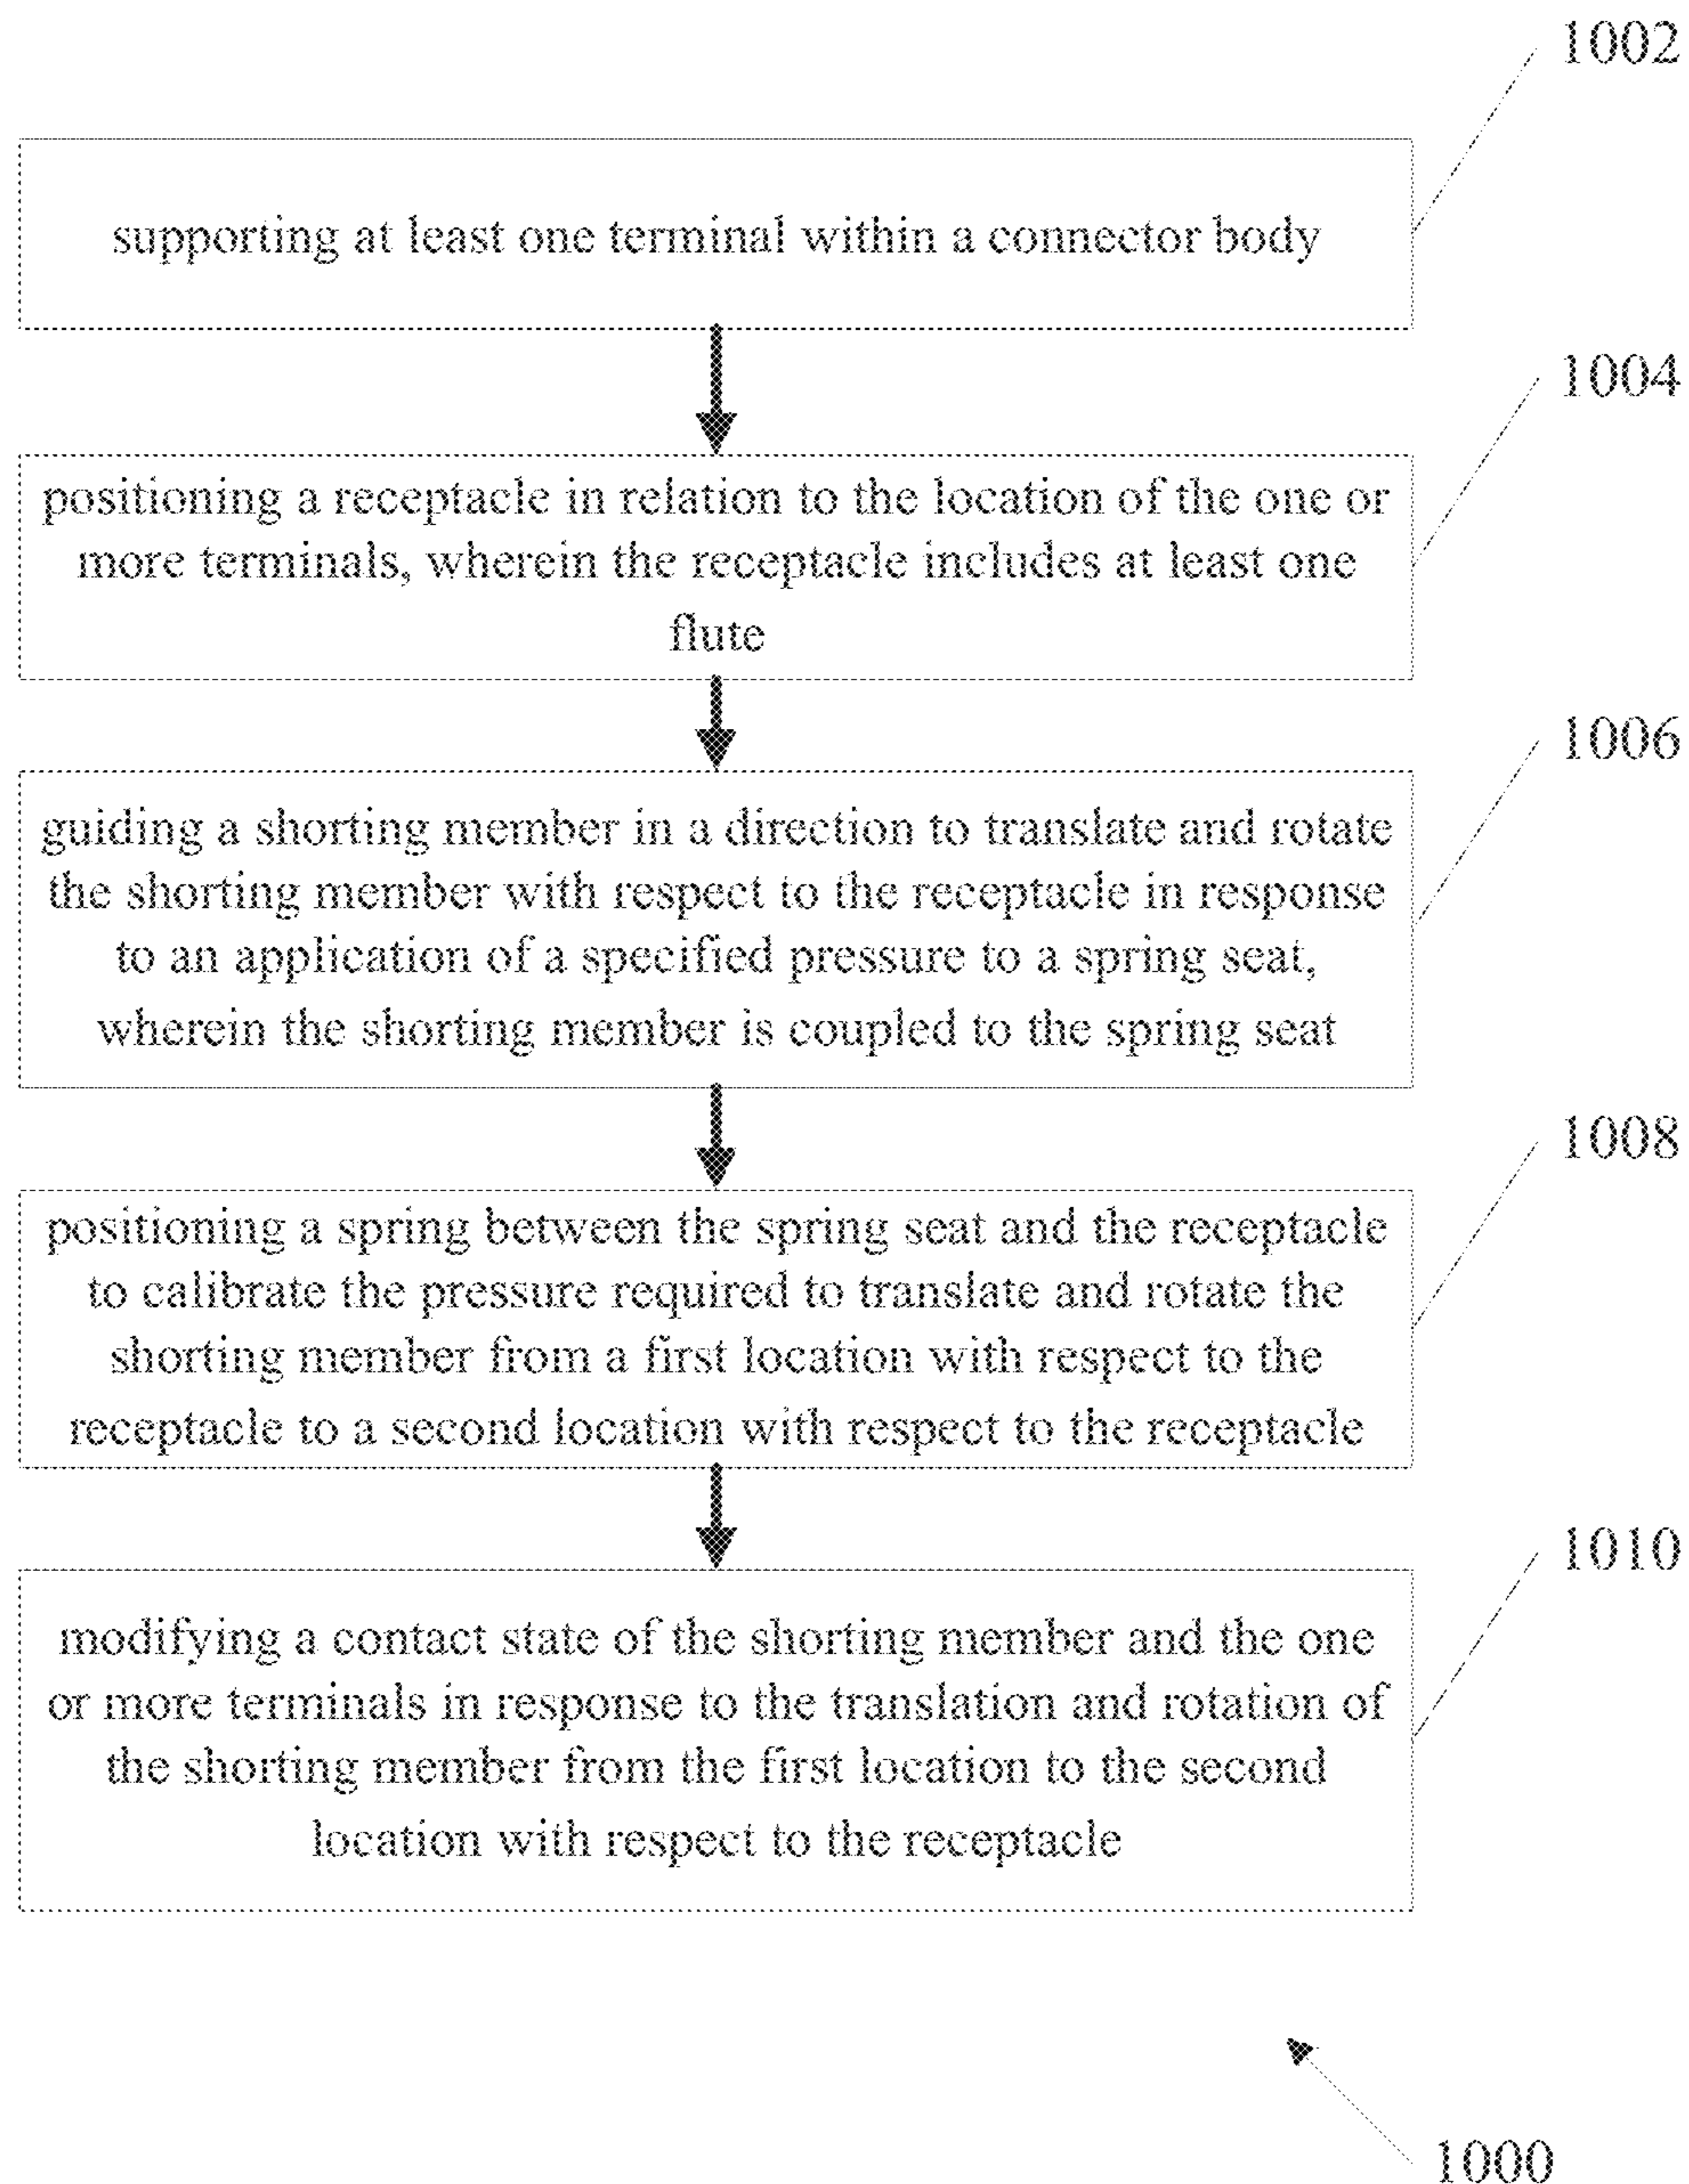 1002
supporting at least one terminal within a connector body
1004
positioning a receptacle in relation to the location of the one or
more terminals, wherein the receptacle includes at least one
flute
1006
guiding a shorting member in a direction to translate and rotate
the shorting member with respect to the receptacle in response
to an application of a specified pressure to a spring seat,
wherein the shorting member is coupled to the spring seat
1008
positioning a spring between the spring seat and the receptacle
to calibrate the pressure required to translate and rotate the
shorting member from a first location with respect to the
receptacle to a second location with respect to the receptacle
1010
modifying a contact state of the shorting member and the one
or more terminals in response to the translation and rotation of
the shorting member from the first location to the second
location with respect to the receptacle
1000